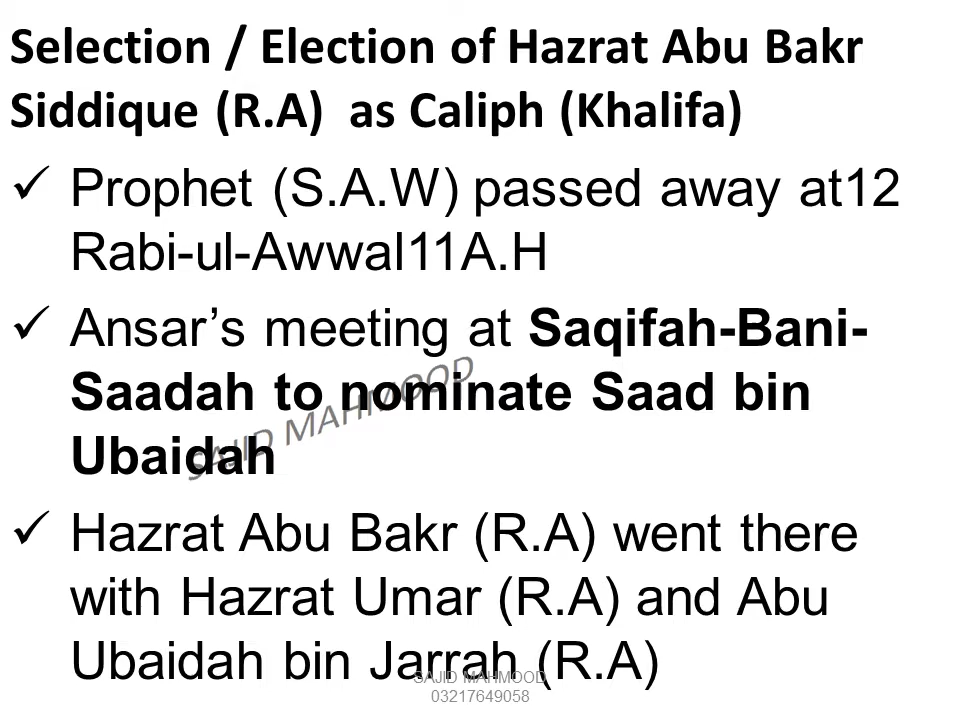 Selection / Election of Hazrat Abu Bakr
Siddique (R.A) as Caliph (Khalifa)
✓ Prophet (S.A.W) passed away at12
Rabi-ul-Awwal11A.H
✓ Ansar’s meeting at Saqifah-Bani-
Saadah to nominate Saad bin
Ubaidah
SAJID MAHMOOD
✓ Hazrat Abu Bakr (R.A) went there
with Hazrat Umar (R.A) and Abu
Ubaidah bin Jarrah (R.A)
SAJID MAHMOOD
03217649058